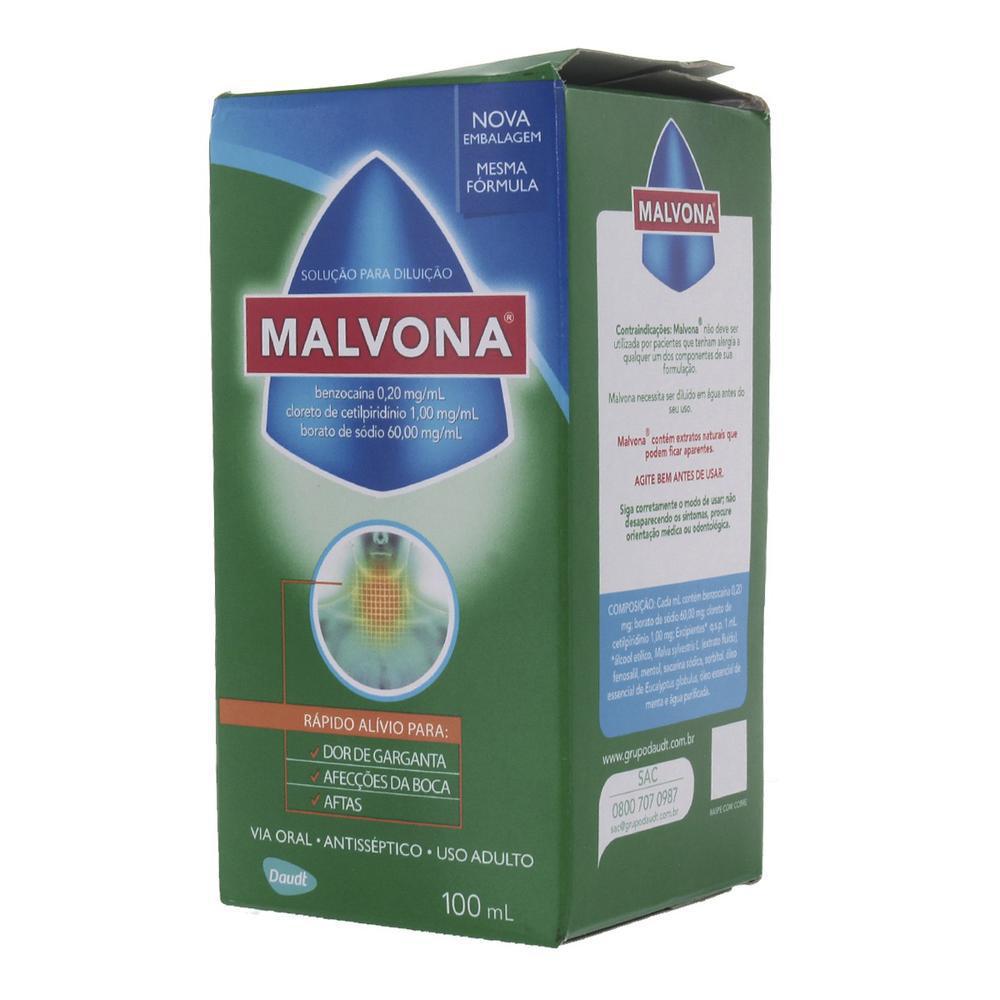 NOVA
EMBALAGEM
MESMA
FÓRMULA
SOLUÇÃO PARA DILUIÇÃO
MALVONA®
benzocaína 0,20 mg/mL
cloreto de cetilpiridínio 1,00 mg/mL
borato de sódio 60,00 mg/mL
RÁPIDO ALÍVIO PARA:
✓ DOR DE GARGANTA
✓ AFECÇÕES DA BOCA
✓ AFTAS
VIA ORAL • ANTISSÉPTICO • USO ADULTO
Daudt
100 mL
MALVONA®
Contraindicações: Malvona® não deve ser
utilizada por pacientes que tenham alergia a
qualquer um dos componentes de sua
formulação.
Malvona necessita ser diluído em água antes do
seu uso.
Malvona® contém extratos naturais que
podem ficar aparentes.
AGITE BEM ANTES DE USAR.
Siga corretamente o modo de usar; não
desaparecendo os sintomas, procure
orientação médica ou odontológica.
COMPOSIÇÃO: Cada mL contém benzocaína 0,20
mg; borato de sódio 60,00 mg; cloreto de
cetilpiridínio 1,00 mg; Excipientes* q.s.p. 1 mL.
*álcool etílico, Malva sylvestris L. (extrato fluido),
fenosalil, mentol, sacarina sódica, sorbitol, óleo
essencial de Eucalyptus globulus, óleo essencial de
menta e água purificada.
www.grupodaudt.com.br
SAC
0800 707 0987
sac@grupodaudt.com.br
RASPE COM COBRE